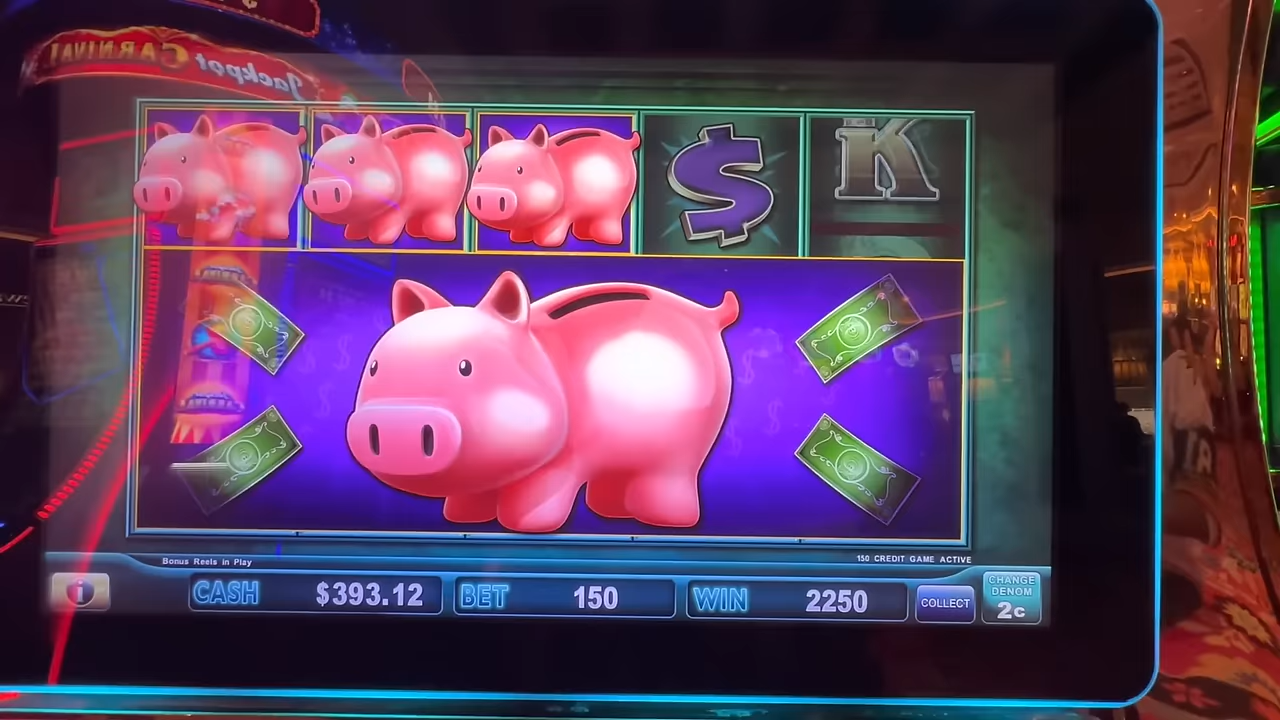 Jackpot CARNIVAL
$
K
Bonus Reels in Play
150 CREDIT GAME ACTIVE
i
CASH $393.12
BET 150
WIN 2250
COLLECT
CHANGE
DENOM
2c